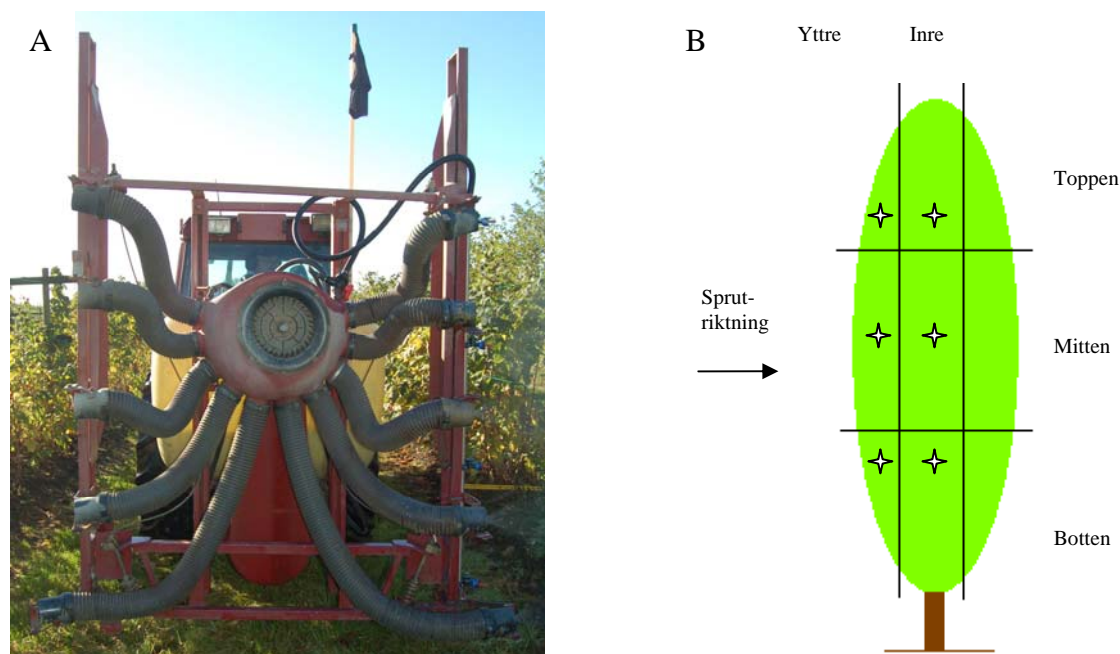 A
B
Yttre
Inre
Toppen
Sprut-
riktning
Mitten
Botten